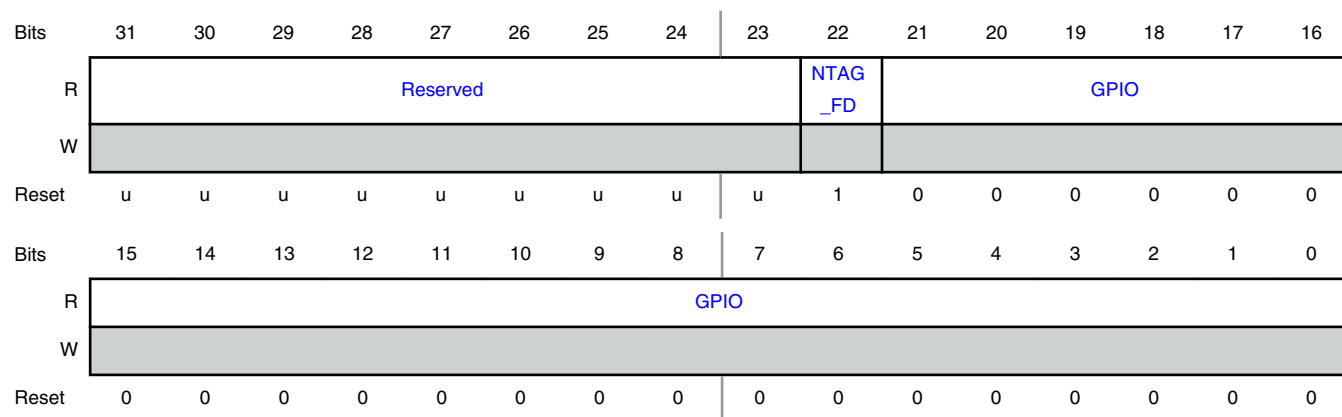 Bits 31 30 29 28 27 26 25 24 23 22 21 20 19 18 17 16
R Reserved NTAG GPIO
_FD
W
Reset u u u u u u u u u 1 0 0 0 0 0 0
Bits 15 14 13 12 11 10 9 8 7 6 5 4 3 2 1 0
R GPIO
W
Reset 0 0 0 0 0 0 0 0 0 0 0 0 0 0 0 0